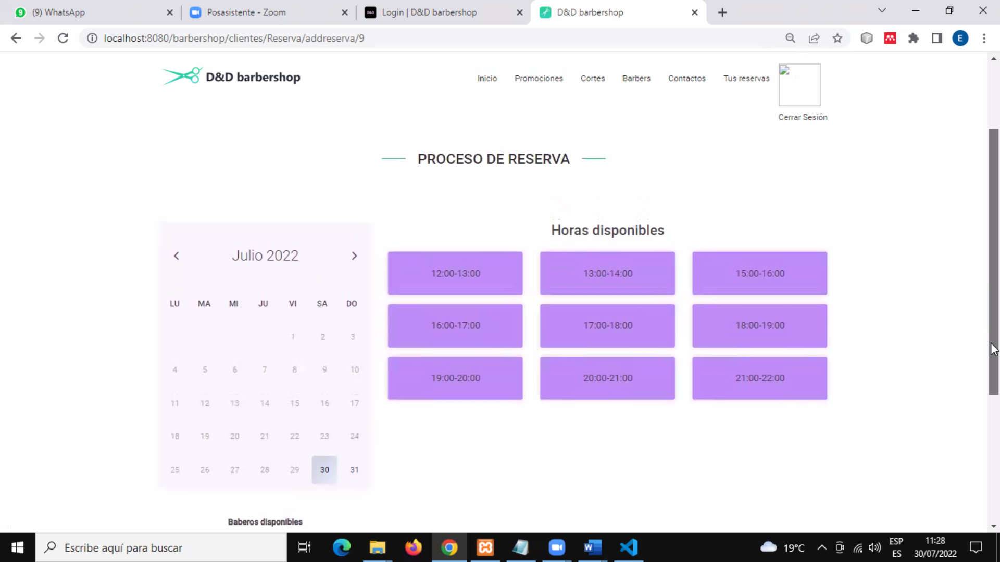 9 (9) WhatsApp
Posasistente - Zoom
D&D Login | D&D barbershop
D&D barbershop
localhost:8080/barbershop/clientes/Reserva/addreserva/9
E
D&D barbershop
Inicio Promociones Cortes Barbers Contactos Tus reservas
Cerrar Sesión
PROCESO DE RESERVA
Horas disponibles
Julio 2022
12:00-13:00 13:00-14:00 15:00-16:00
LU MA MI JU VI SA DO
16:00-17:00 17:00-18:00 18:00-19:00
1 2 3
4 5 6 7 8 9 10
19:00-20:00 20:00-21:00 21:00-22:00
11 12 13 14 15 16 17
18 19 20 21 22 23 24
25 26 27 28 29 30 31
Baberos disponibles
Escribe aquí para buscar
19°C
ESP
ES
11:28
30/07/2022